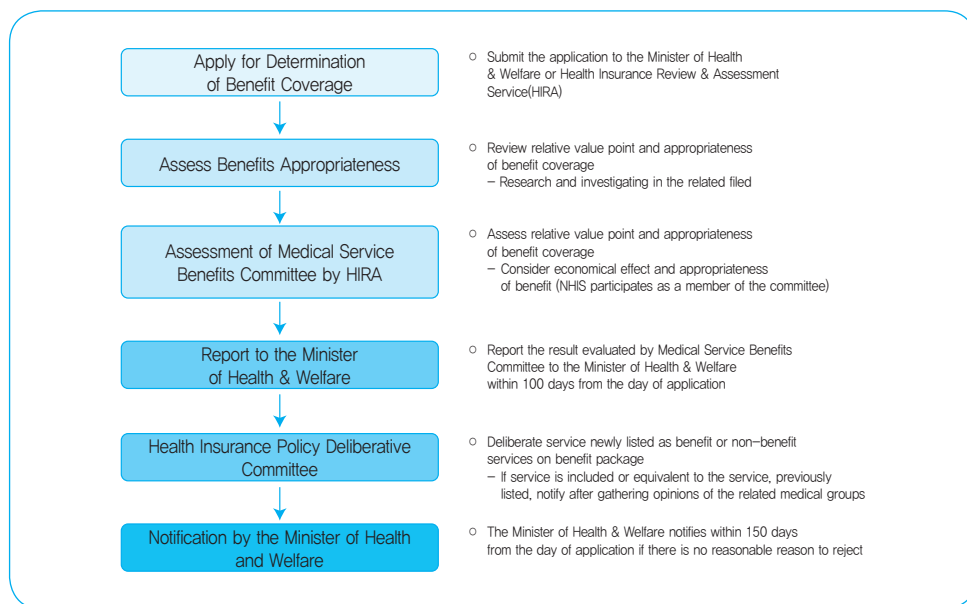 Apply for Determination
of Benefit Coverage
○ Submit the application to the Minister of Health
& Welfare or Health Insurance Review & Assessment
Service(HIRA)
Assess Benefits Appropriateness
○ Review relative value point and appropriateness
of benefit coverage
- Research and investigating in the related filed
Assessment of Medical Service
Benefits Committee by HIRA
○ Assess relative value point and appropriateness
of benefit coverage
- Consider economical effect and appropriateness
of benefit (NHIS participates as a member of the committee)
Report to the Minister
of Health & Welfare
○ Report the result evaluated by Medical Service Benefits
Committee to the Minister of Health & Welfare
within 100 days from the day of application
Health Insurance Policy Deliberative
Committee
○ Deliberate service newly listed as benefit or non-benefit
services on benefit package
- If service is included or equivalent to the service, previously
listed, notify after gathering opinions of the related medical groups
Notification by the Minister of Health
and Welfare
○ The Minister of Health & Welfare notifies within 150 days
from the day of application if there is no reasonable reason to reject